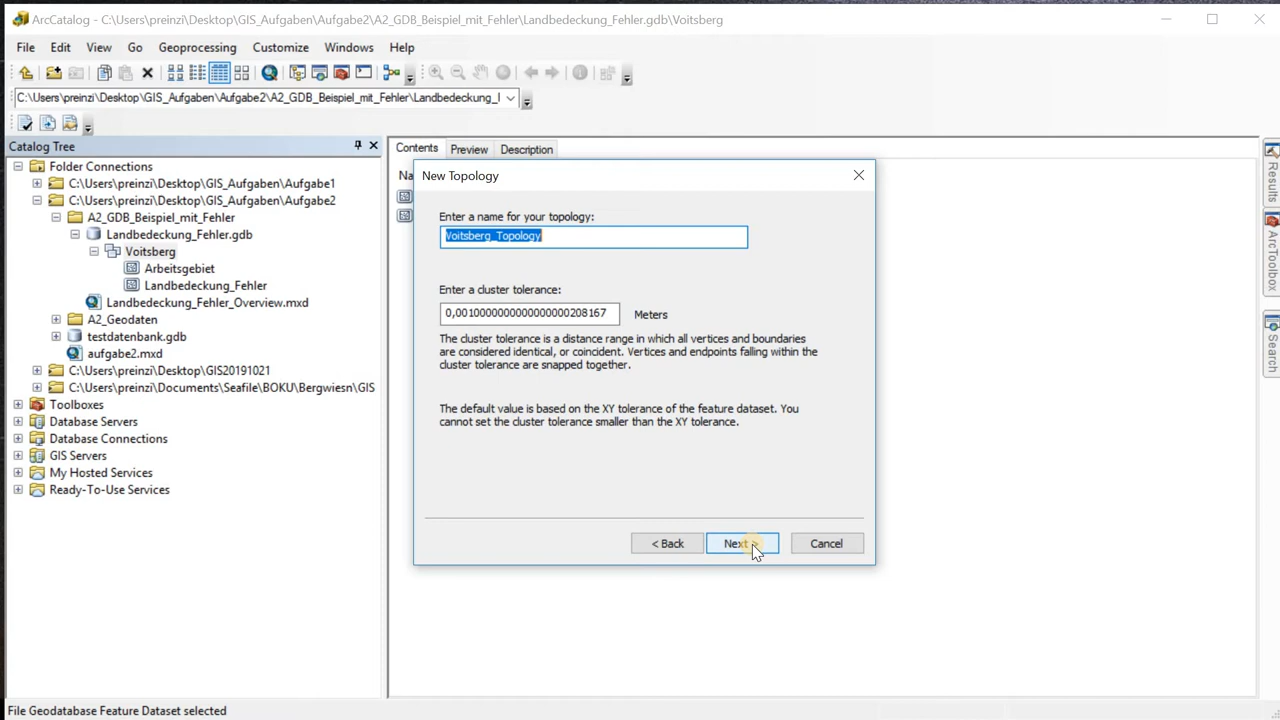 ArcCatalog - C:\Users\preinzi\Desktop\GIS_Aufgaben\Aufgabe2\A2_GDB_Beispiel_mit_Fehler\Landbedeckung_Fehler.gdb\Voitsberg
File Edit View Go Geoprocessing Customize Windows Help
C:\Users\preinzi\Desktop\GIS_Aufgaben\Aufgabe2\A2_GDB_Beispiel_mit_Fehler\Landbedeckung_I
Catalog Tree
Folder Connections
C:\Users\preinzi\Desktop\GIS_Aufgaben\Aufgabe1
C:\Users\preinzi\Desktop\GIS_Aufgaben\Aufgabe2
A2_GDB_Beispiel_mit_Fehler
Landbedeckung_Fehler.gdb
Voitsberg
Arbeitsgebiet
Landbedeckung_Fehler
Landbedeckung_Fehler_Overview.mxd
A2_Geodaten
testdatenbank.gdb
aufgabe2.mxd
C:\Users\preinzi\Desktop\GIS20191021
C:\Users\preinzi\Documents\Seafile\BOKU\Bergwiesn\GIS
Toolboxes
Database Servers
Database Connections
GIS Servers
My Hosted Services
Ready-To-Use Services
Contents Preview Description
Na
New Topology
Enter a name for your topology:
Voitsberg_Topology
Enter a cluster tolerance:
0,001000000000000000208167 Meters
The cluster tolerance is a distance range in which all vertices and boundaries
are considered identical, or coincident. Vertices and endpoints falling within the
cluster tolerance are snapped together.
The default value is based on the XY tolerance of the feature dataset. You
cannot set the cluster tolerance smaller than the XY tolerance.
< Back Next > Cancel
Results
ArcToolbox
Search
File Geodatabase Feature Dataset selected